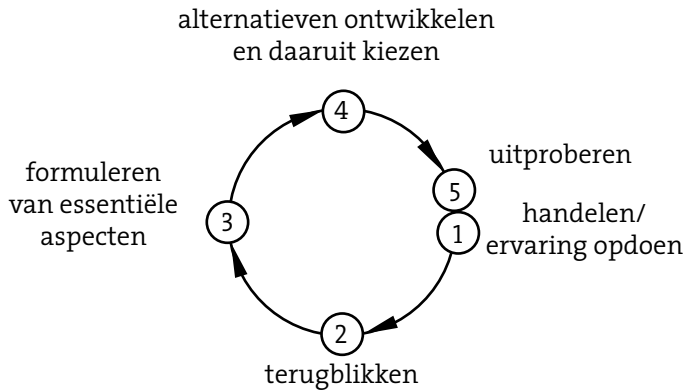 alternatieven ontwikkelen
en daaruit kiezen
4
uitproberen
5
formuleren
van essentiële
aspecten
3
handelen/
ervaring opdoen
1
2
terugblikken